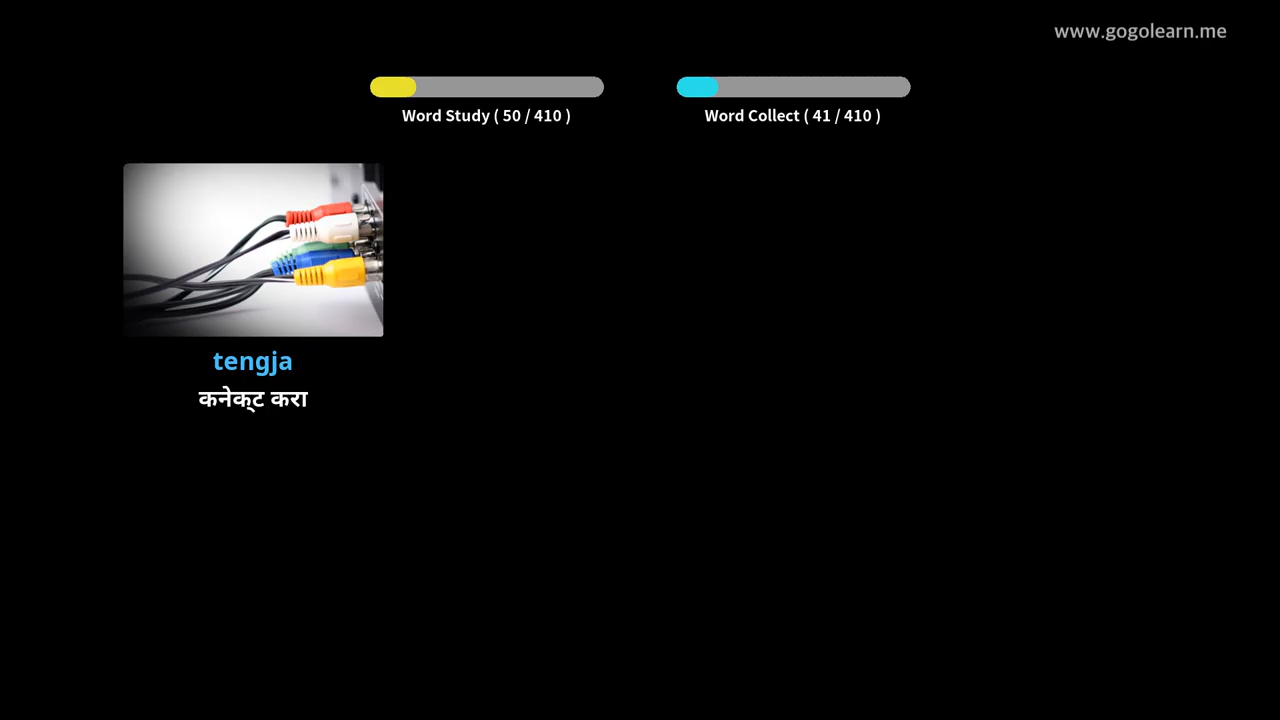 www.gogolearn.me
Word Study ( 50 / 410 )
Word Collect ( 41 / 410 )
tengja
कनेक्ट करा